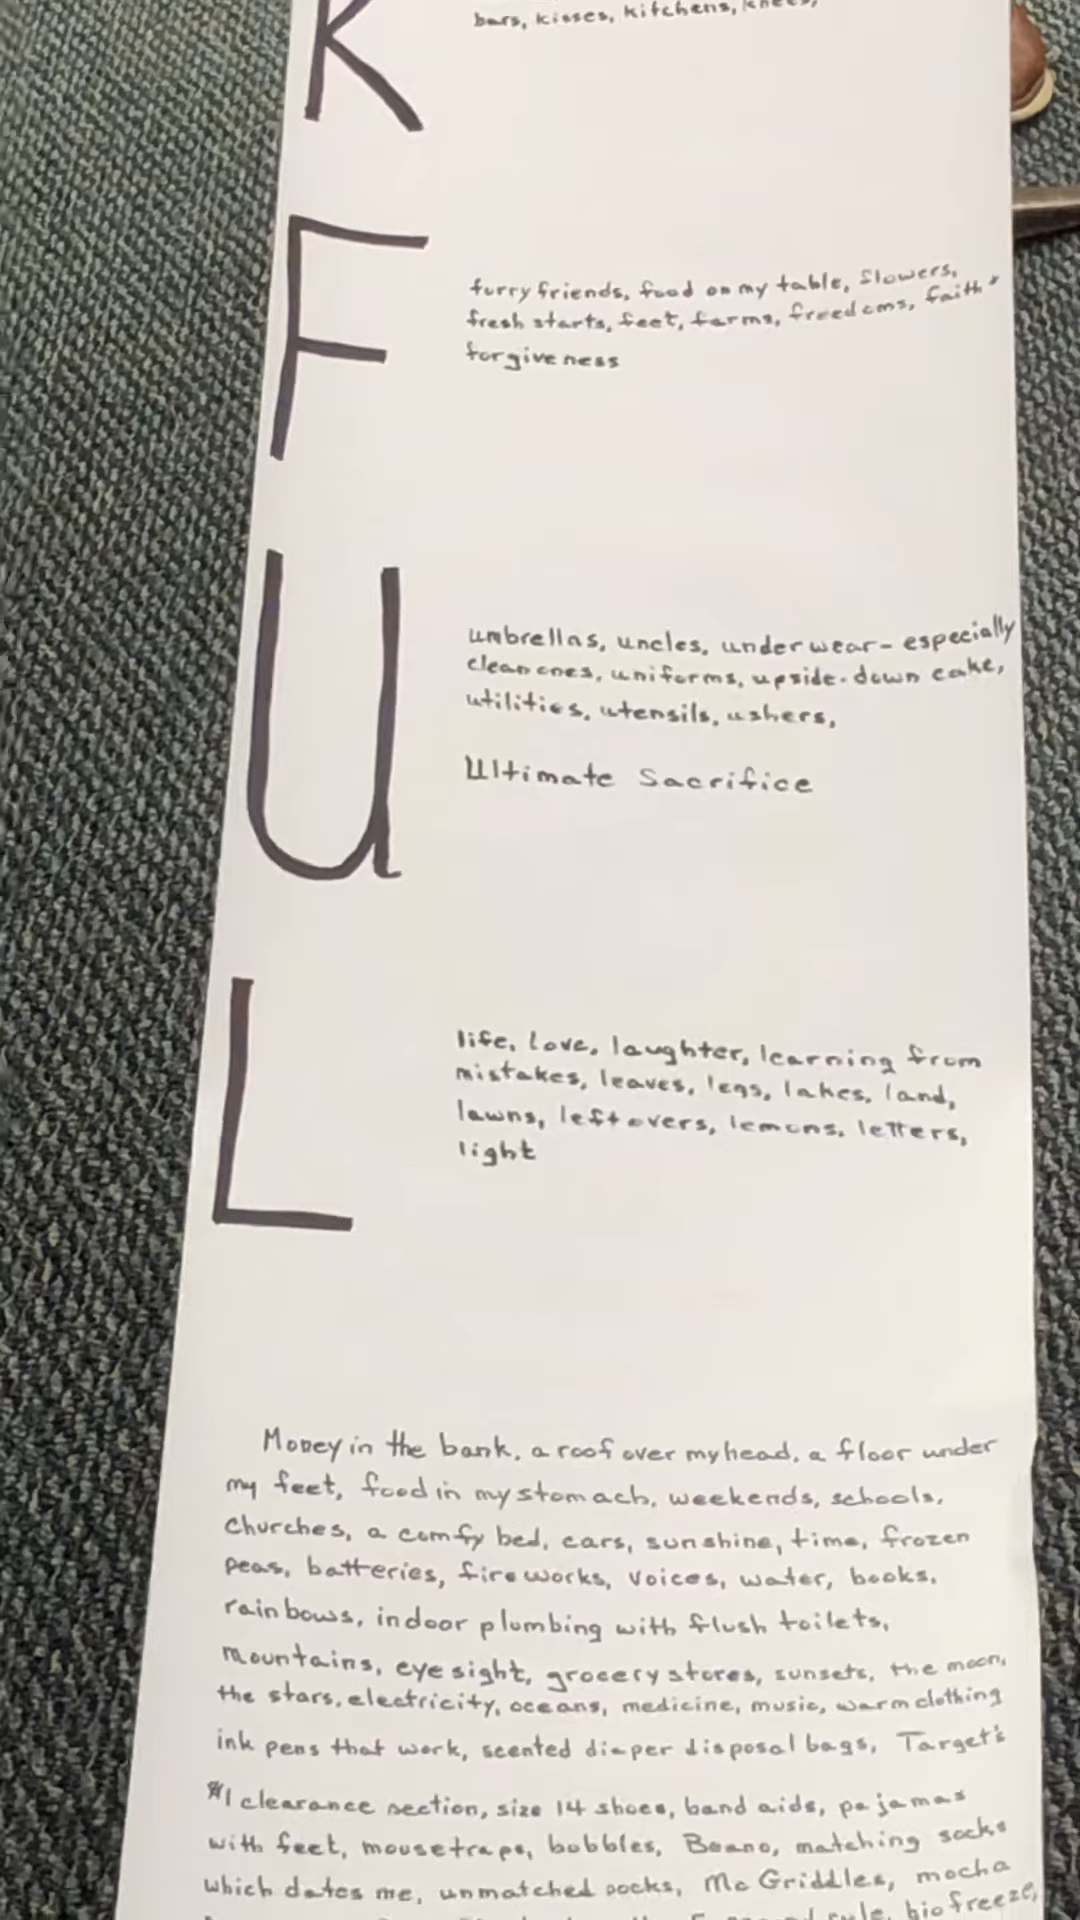 K
bars, kisses, kitchens, knees,
F
furry friends, food on my table, flowers,
fresh starts, feet, farms, freedoms, faith
forgiveness
U
umbrellas, uncles, underwear- especially
clean ones, uniforms, upside-down cake,
utilities, utensils, ushers,
Ultimate Sacrifice
L
life, love, laughter, learning from
mistakes, leaves, legs, lakes, land,
lawns, leftovers, lemons, letters,
light
Money in the bank, a roof over my head, a floor under
my feet, food in my stomach, weekends, schools,
churches, a comfy bed, cars, sunshine, time, frozen
peas, batteries, fireworks, voices, water, books,
rainbows, indoor plumbing with flush toilets,
mountains, eyesight, grocery stores, sunsets, the moon,
the stars, electricity, oceans, medicine, music, warm clothing
ink pens that work, scented diaper disposal bags, Target's
$1 clearance section, size 14 shoes, band aids, pajamas
with feet, mousetraps, bubbles, Beano, matching socks
which dates me, unmatched socks, McGriddles, mocha
rule, biofreeze,